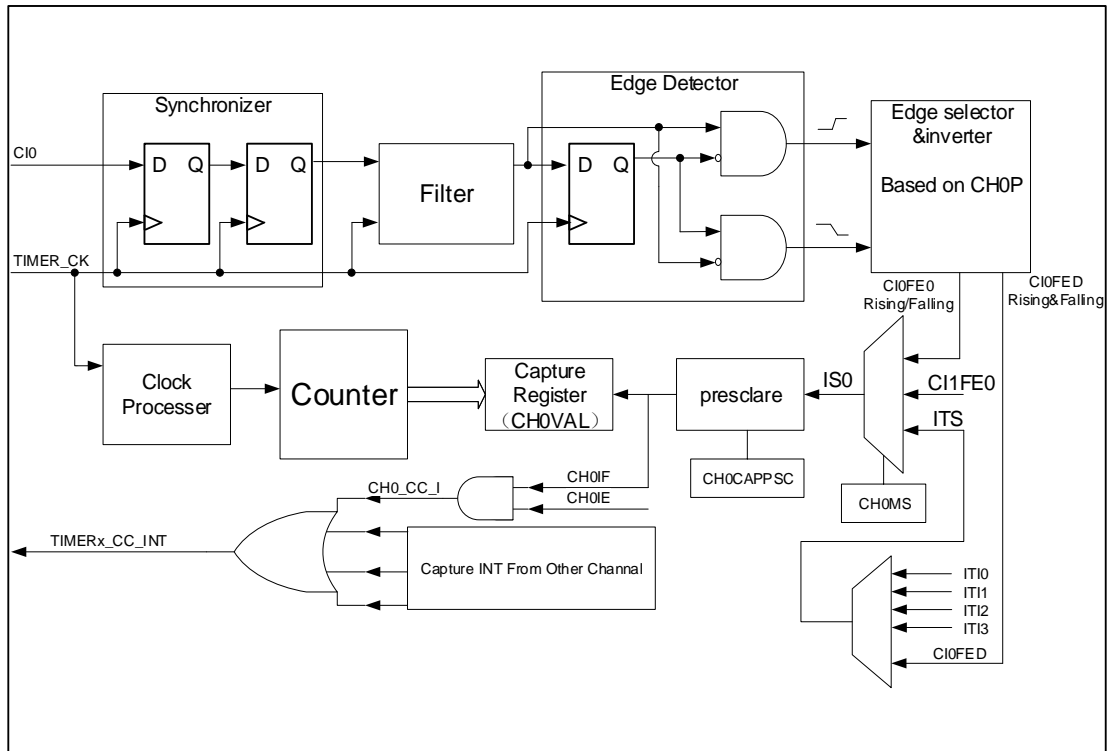 Synchronizer
Edge Detector
Edge selector
&inverter
Based on CH0P
CI0
D Q
D Q
Filter
D Q
TIMER_CK
CI0FE0
Rising/Falling
CI0FED
Rising&Falling
Clock
Processer
Counter
Capture
Register
（CH0VAL）
presclare
IS0
CI1FE0
ITS
CH0CAPPSC
CH0MS
CH0_CC_I
CH0IF
CH0IE
TIMERx_CC_INT
Capture INT From Other Channal
ITI0
ITI1
ITI2
ITI3
CI0FED